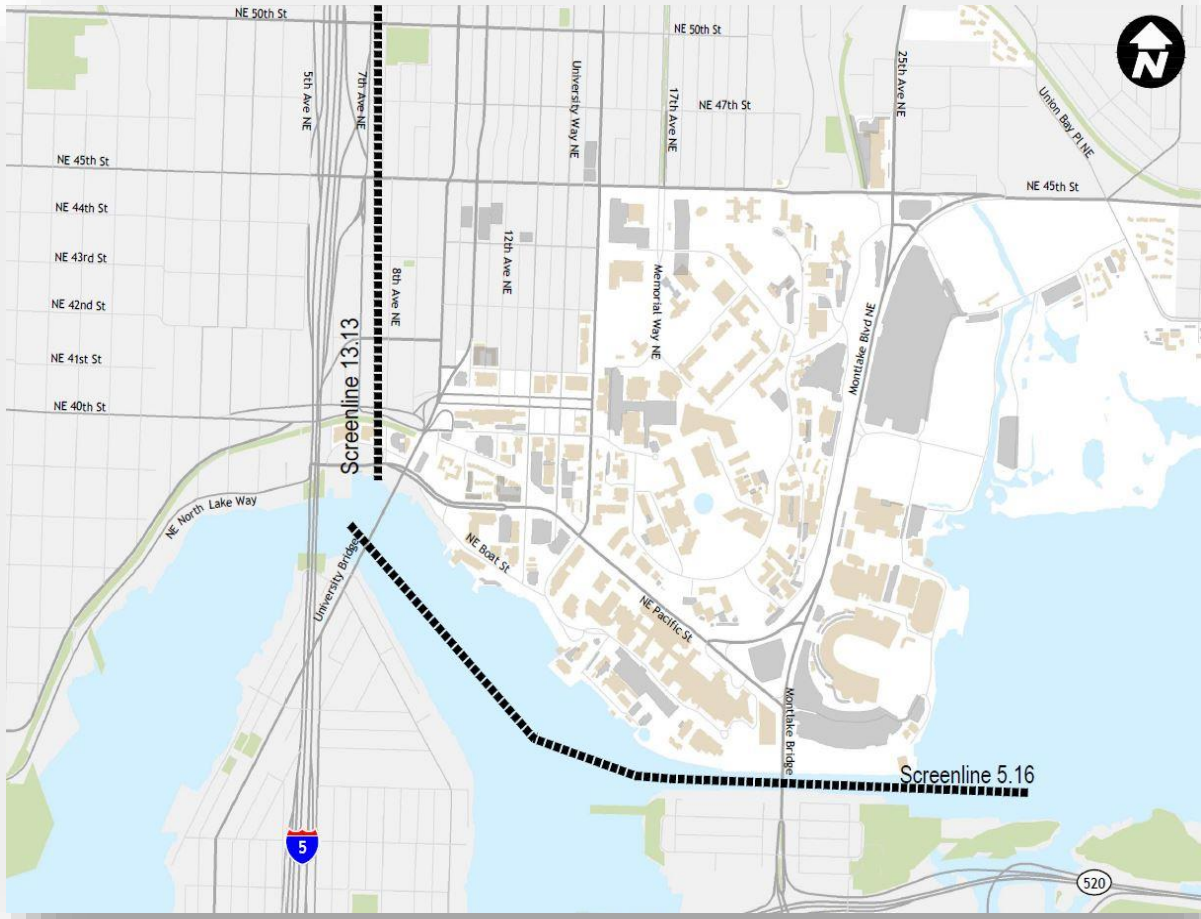 NE 50th St
NE 50th St
N
5th Ave NE
7th Ave NE
University Way NE
17th Ave NE
25th Ave NE
NE 47th St
Union Bay Pl NE
NE 45th St
NE 45th St
NE 44th St
NE 43rd St
12th Ave NE
Memorial Way NE
8th Ave NE
NE 42nd St
Montlake Blvd NE
NE 41st St
Screenline 13.13
NE 40th St
NE North Lake Way
NE Boat St
University Bridge
NE Pacific St
Montlake Bridge
Screenline 5.16
5
520